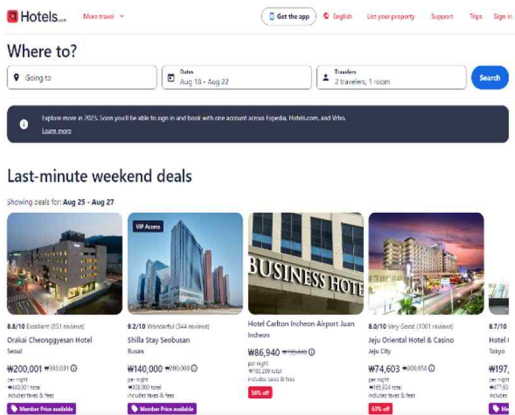 Hotels.com
More travel
Get the app
English
List your property
Support
Trips
Sign in
Where to?
Going to
Dates
Aug 18 - Aug 22
Travelers
2 travelers, 1 room
Search
Explore more in 2023. Soon you'll be able to sign in and book with one account across Expedia, Hotels.com, and Vrbo.
Learn more
Last-minute weekend deals
Showing deals for: Aug 25 - Aug 27
VIP Access
BUSINESS HOTE
8.8/10 Excellent (351 reviews)
Orakai Cheonggyesan Hotel
Seoul
₩200,001
per night
includes taxes & fees
Member Price available
9.2/10 Wonderful (344 reviews)
Shilla Stay Seobusan
Busan
₩140,000
per night
includes taxes & fees
Member Price available
Hotel Carlton Incheon Airport Juan
Incheon
₩86,940
per night
includes taxes & fees
8.0/10 Very Good (1001 reviews)
Jeju Oriental Hotel & Casino
Jeju City
₩74,603
per night
includes taxes & fees
8.7/10
Hotel
Tokyo
₩197,
per night